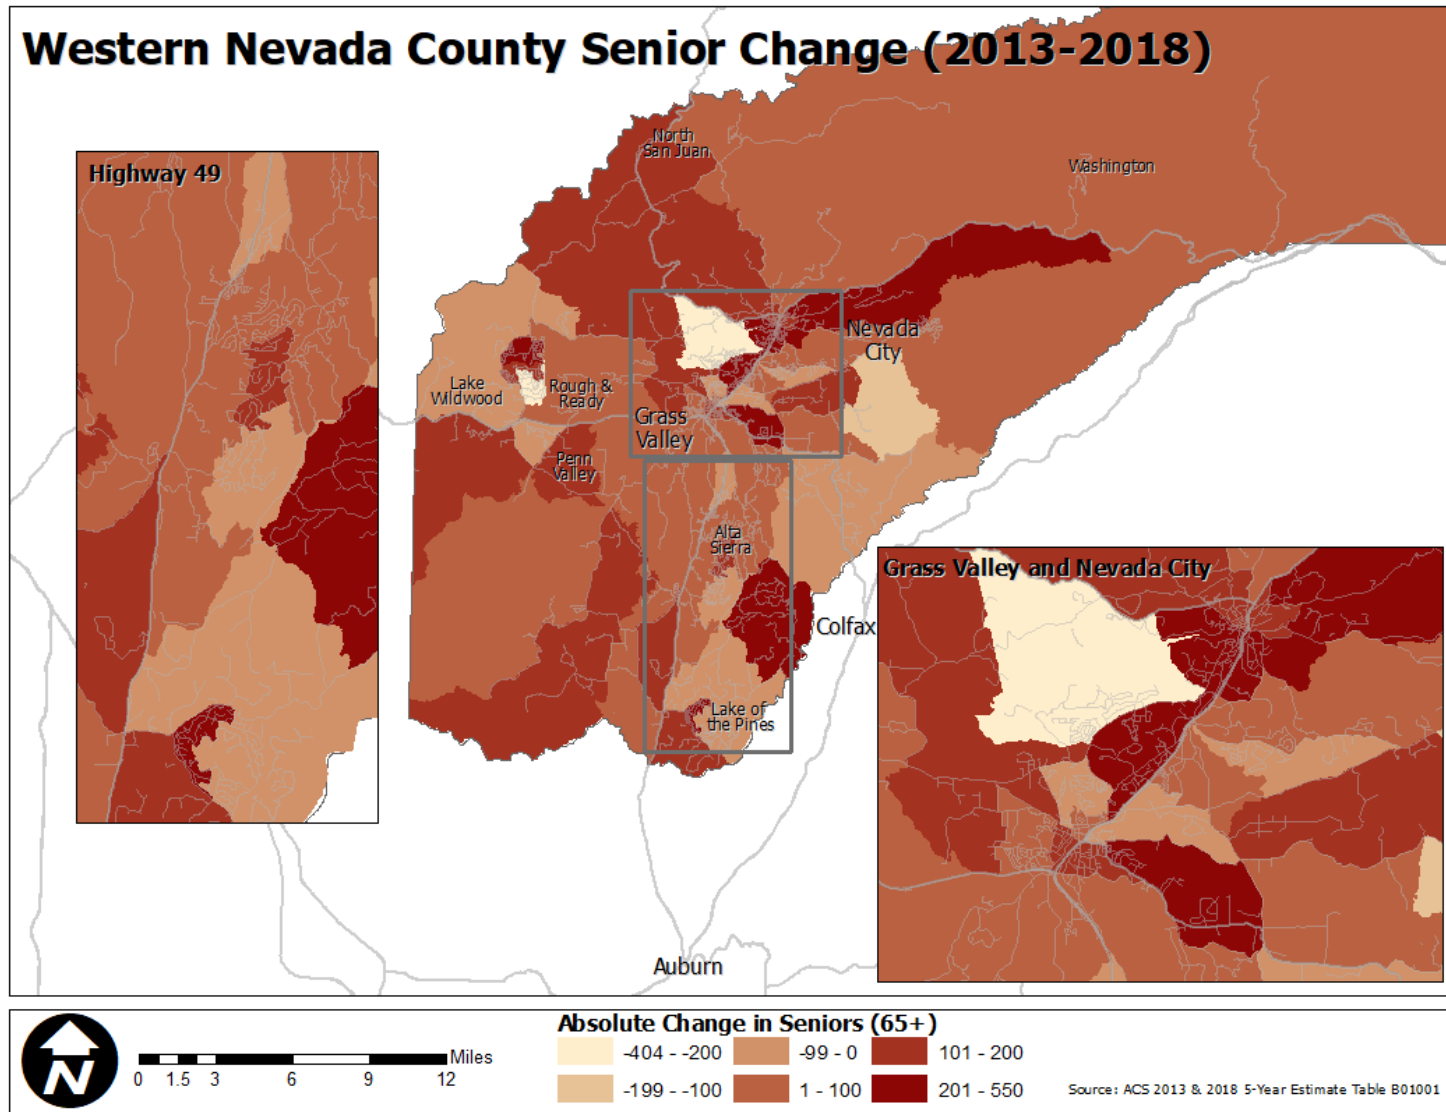 Western Nevada County Senior Change (2013-2018)
North
San Juan
Washington
Highway 49
Nevada
City
Lake
Wildwood
Rough &
Ready
Grass
Valley
Penn
Valley
Alta
Sierra
Grass Valley and Nevada City
Colfax
Lake of
the Pines
Auburn
Absolute Change in Seniors (65+)
-404 - -200
-99 - 0
101 - 200
-199 - -100
1 - 100
201 - 550
N
Miles
0 1.5 3 6 9 12
Source: ACS 2013 & 2018 5-Year Estimate Table B01001